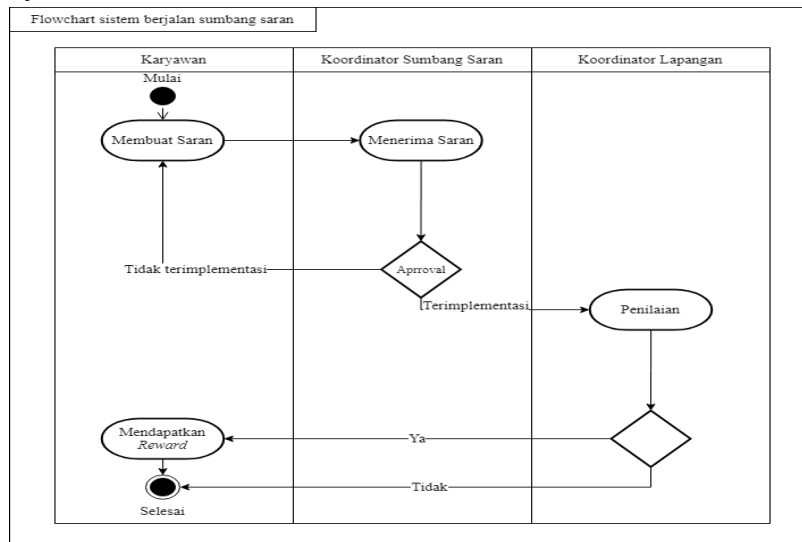 Flowchart sistem berjalan sumbang saran
Karyawan
Koordinator Sumbang Saran
Koordinator Lapangan
Mulai
Membuat Saran
Menerima Saran
Tidak terimplementasi
Aprroval
Terimplementasi
Penilaian
Mendapatkan
Reward
Ya
Tidak
Selesai